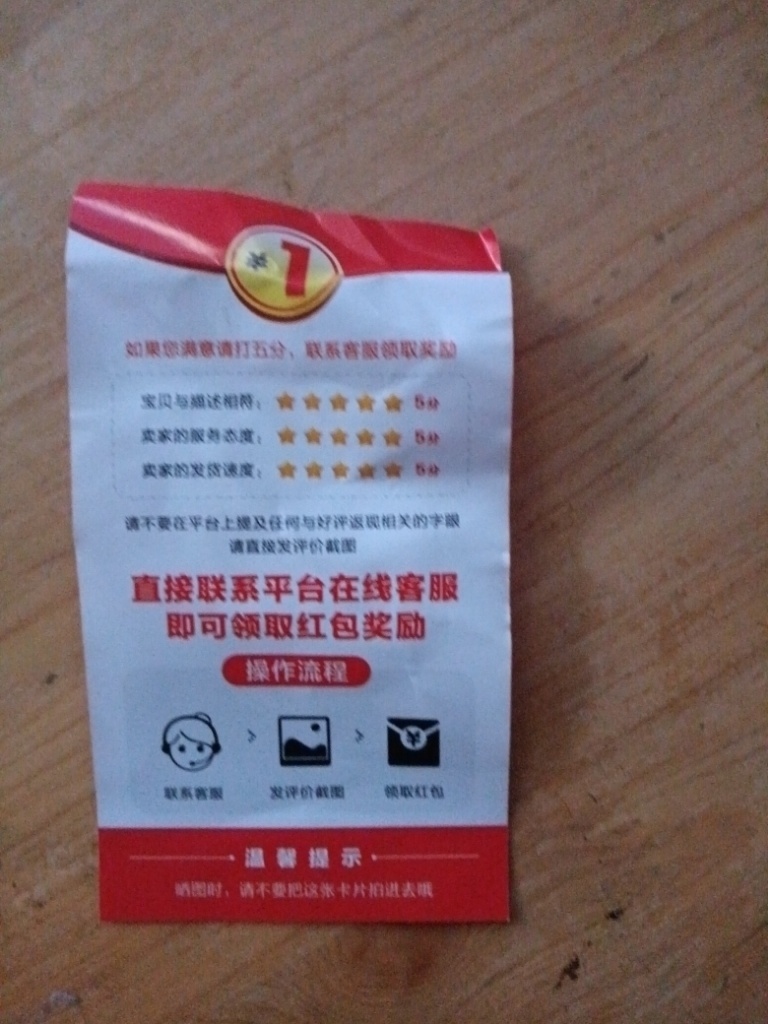 ¥1
如果您满意请打五分，联系客服领取奖励
宝贝与描述相符：★★★★★ 5分
卖家的服务态度：★★★★★ 5分
卖家的发货速度：★★★★★ 5分
请不要在平台上提及任何与好评返现相关的字眼
请直接发评价截图
直接联系平台在线客服
即可领取红包奖励
操作流程
联系客服 > 发评价截图 > 领取红包
温馨提示
晒图时，请不要把这张卡片拍进去哦